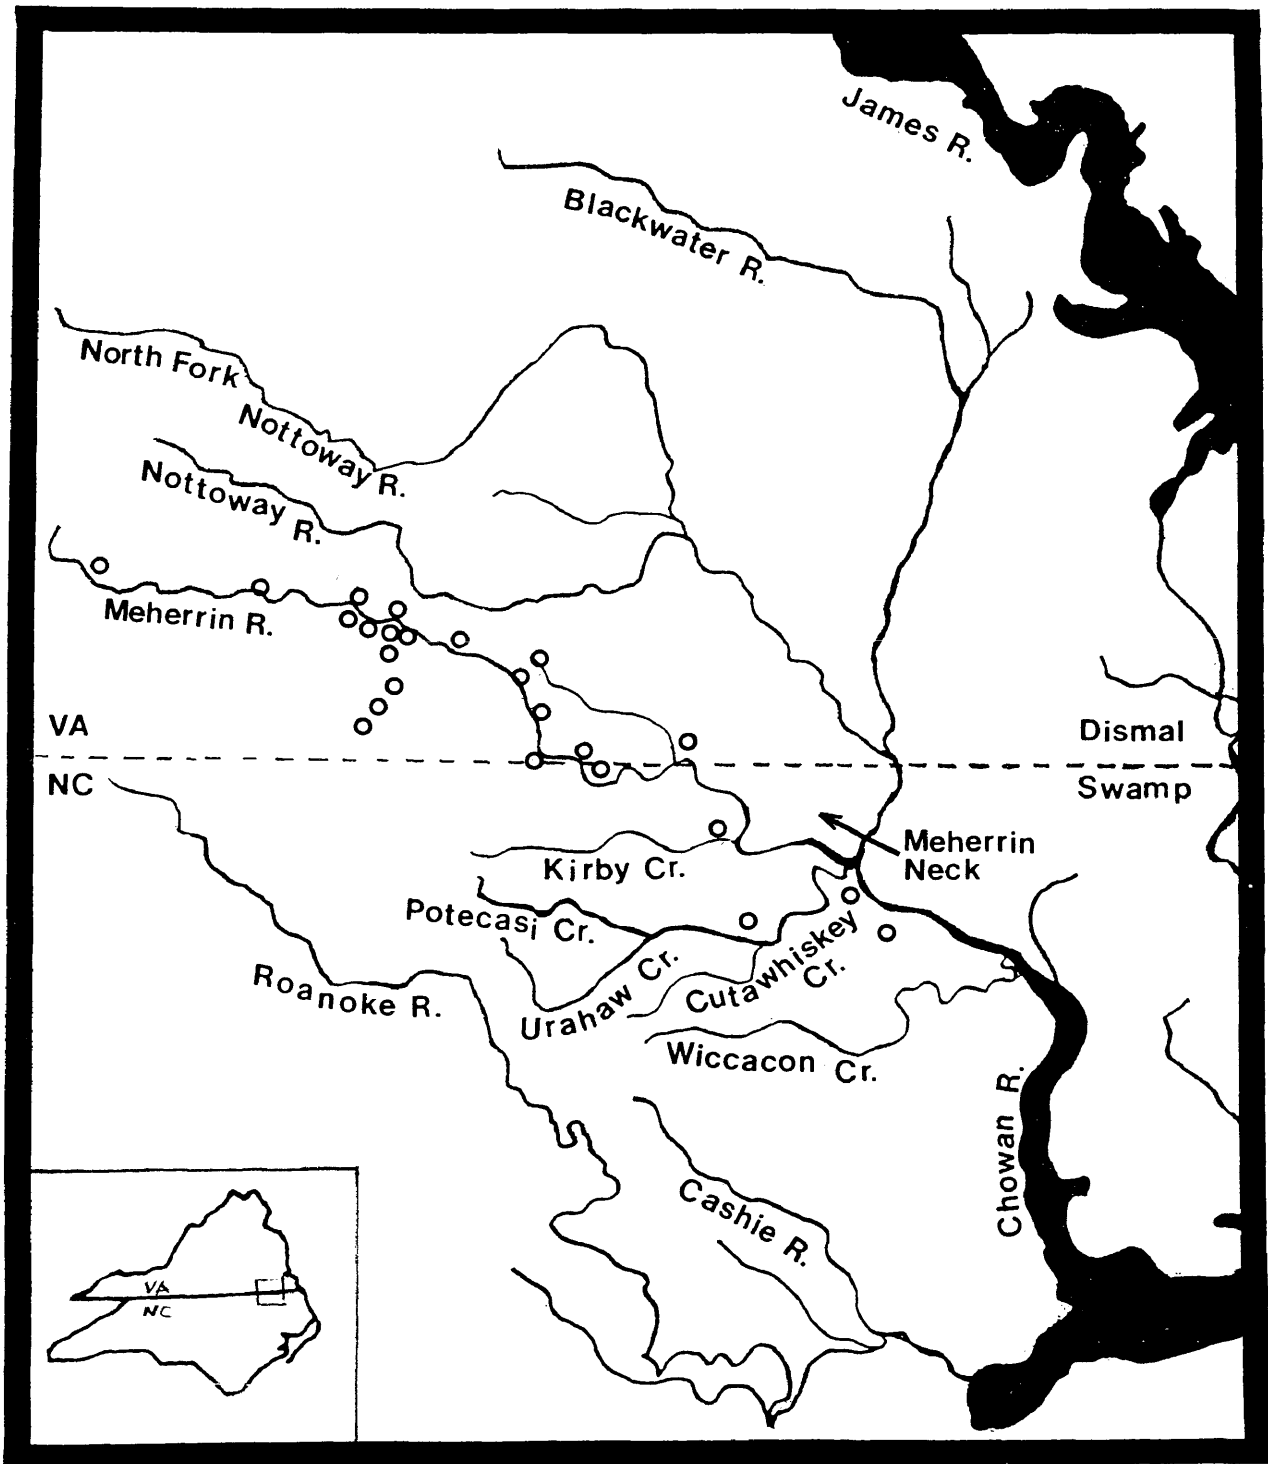 James R.
Blackwater R.
North Fork
Nottoway R.
Nottoway R.
Meherrin R.
VA
NC
Dismal
Swamp
Meherrin
Neck
Kirby Cr.
Potecasi Cr.
Roanoke R.
Urahaw Cr.
Cutawhiskey
Cr.
Wiccacon Cr.
Chowan R.
Cashie R.
VA
NC